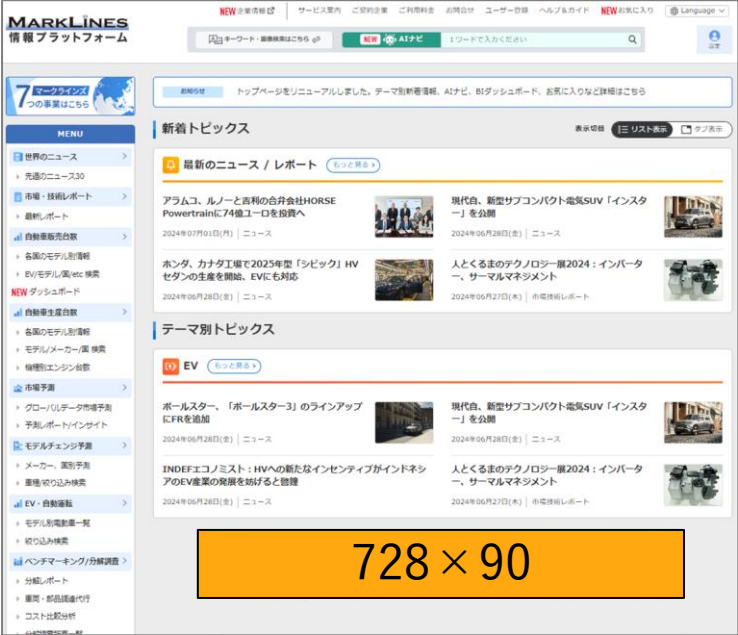 MARKLINES
情報プラットフォーム
NEW 企業情報 サービス案内 ご契約企業 ご利用料金 お問合せ ユーザー登録 ヘルプ&ガイド NEW お気に入り Language
キーワード・画像検索はこちら NEW AIナビ 1ワードで入力ください
設定
マークラインズ
7つの事業はこちら
お知らせ トップページをリニューアルしました。テーマ別新着情報、AIナビ、BIダッシュボード、お気に入りなど詳細はこちら
MENU
世界のニュース
先週のニュース30
市場・技術レポート
最新レポート
自動車販売台数
各国のモデル別情報
EV/モデル/国/etc 検索
NEW ダッシュボード
自動車生産台数
各国のモデル別情報
モデル/メーカー/国 検索
機種別エンジン台数
市場予測
グローバルデータ市場予測
予測レポート/インサイト
モデルチェンジ予測
メーカー、国別予測
車種/絞り込み検索
EV・自動運転
モデル別電動車一覧
絞り込み検索
ベンチマーキング/分解調査
分解レポート
車両・部品調達代行
コスト比較分析
新着トピックス
表示切替 リスト表示 タブ表示
最新のニュース / レポート もっと見る
アラムコ、ルノーと吉利の合弁会社HORSE
Powertrainに74億ユーロを投資へ
2024年07月01日(月) | ニュース
現代自、新型サブコンパクト電気SUV「インスタ
ー」を公開
2024年06月28日(金) | ニュース
ホンダ、カナダ工場で2025年型「シビック」HV
セダンの生産を開始、EVにも対応
2024年06月28日(金) | ニュース
人とくるまのテクノロジー展2024：インバータ
ー、サーマルマネジメント
2024年06月27日(木) | 市場技術レポート
テーマ別トピックス
EV もっと見る
ポールスター、「ポールスター3」のラインアップ
にFRを追加
2024年06月28日(金) | ニュース
現代自、新型サブコンパクト電気SUV「インスタ
ー」を公開
2024年06月28日(金) | ニュース
INDEFエコノミスト：HVへの新たなインセンティブがインドネシ
アのEV産業の発展を妨げると警鐘
2024年06月28日(金) | ニュース
人とくるまのテクノロジー展2024：インバータ
ー、サーマルマネジメント
2024年06月27日(木) | 市場技術レポート
728×90